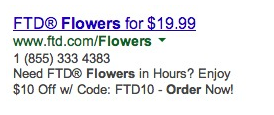 FTD® Flowers for $19.99
www.ftd.com/Flowers
1 (855) 333 4383
Need FTD® Flowers in Hours? Enjoy
$10 Off w/ Code: FTD10 - Order Now!